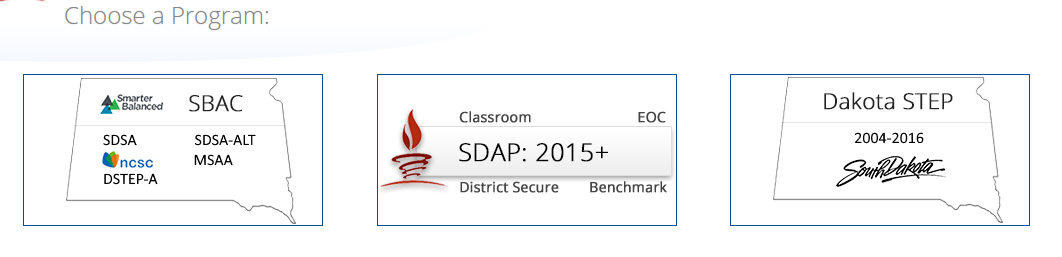 Choose a Program:
Smarter
Balanced
SBAC
SDSA
SDSA-ALT
ncsc
MSAA
DSTEP-A
Classroom
EOC
SDAP: 2015+
District Secure
Benchmark
Dakota STEP
2004-2016
South Dakota